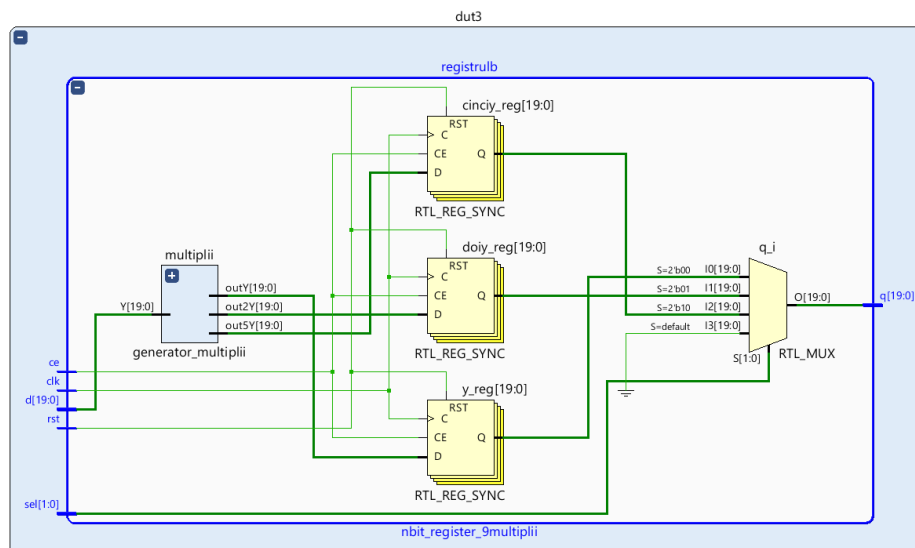 dut3
registrulb
cinciy_reg[19:0]
RST
C
CE
Q
D
RTL_REG_SYNC
multiplii
doiy_reg[19:0]
q_i
RST
C
S=2'b00
I0[19:0]
outY[19:0]
CE
Q
S=2'b01
I1[19:0]
O[19:0]
q[19:0]
Y[19:0]
out2Y[19:0]
D
S=2'b10
I2[19:0]
out5Y[19:0]
S=default
I3[19:0]
generator_multiplii
RTL_REG_SYNC
S[1:0]
RTL_MUX
ce
clk
y_reg[19:0]
d[19:0]
RST
rst
C
CE
Q
D
RTL_REG_SYNC
sel[1:0]
nbit_register_9multiplii